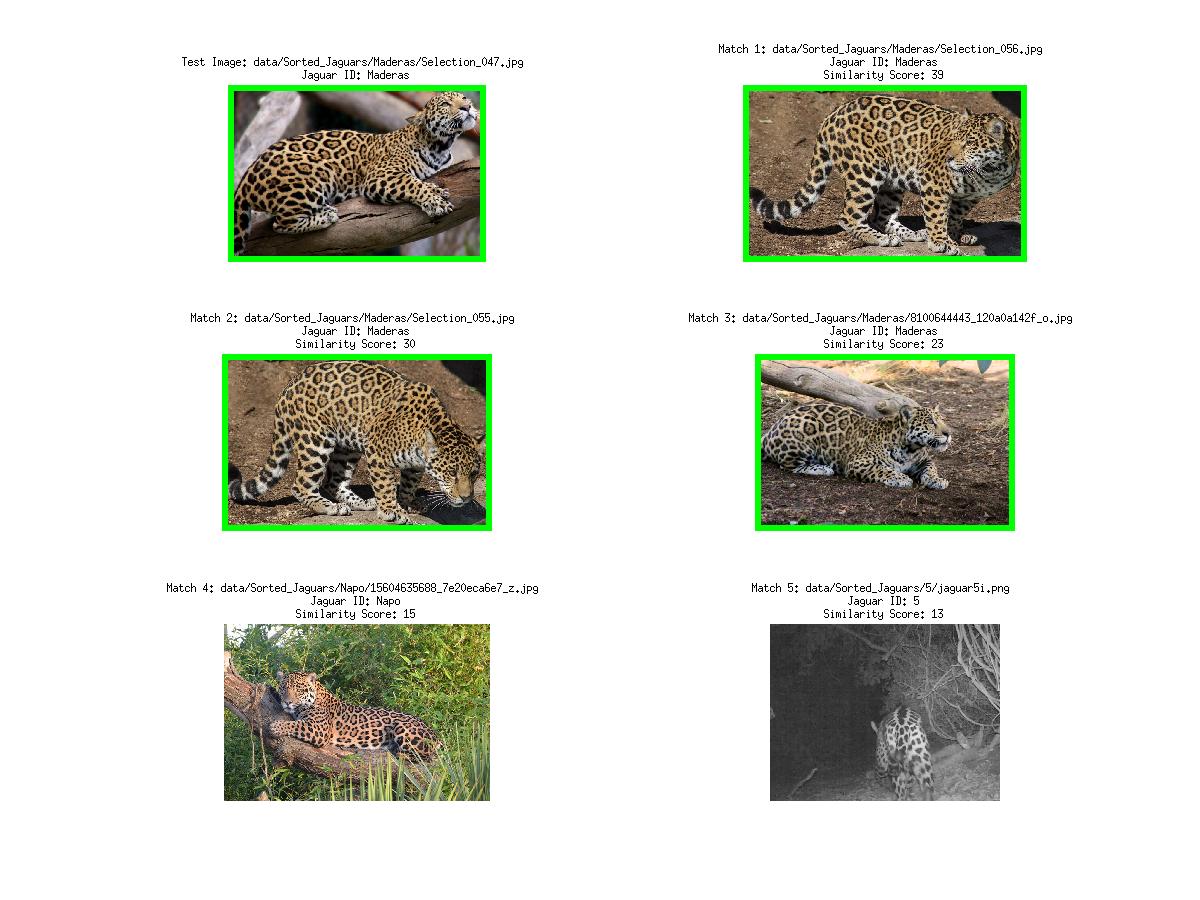 Test Image: data/Sorted_Jaguars/Maderas/Selection_047.jpg
Jaguar ID: Maderas
Match 1: data/Sorted_Jaguars/Maderas/Selection_056.jpg
Jaguar ID: Maderas
Similarity Score: 39
Match 2: data/Sorted_Jaguars/Maderas/Selection_055.jpg
Jaguar ID: Maderas
Similarity Score: 30
Match 3: data/Sorted_Jaguars/Maderas/8100644443_120a0a142f_o.jpg
Jaguar ID: Maderas
Similarity Score: 23
Match 4: data/Sorted_Jaguars/Napo/15604635688_7e20eca6e7_z.jpg
Jaguar ID: Napo
Similarity Score: 15
Match 5: data/Sorted_Jaguars/5/jaguar5i.png
Jaguar ID: 5
Similarity Score: 13